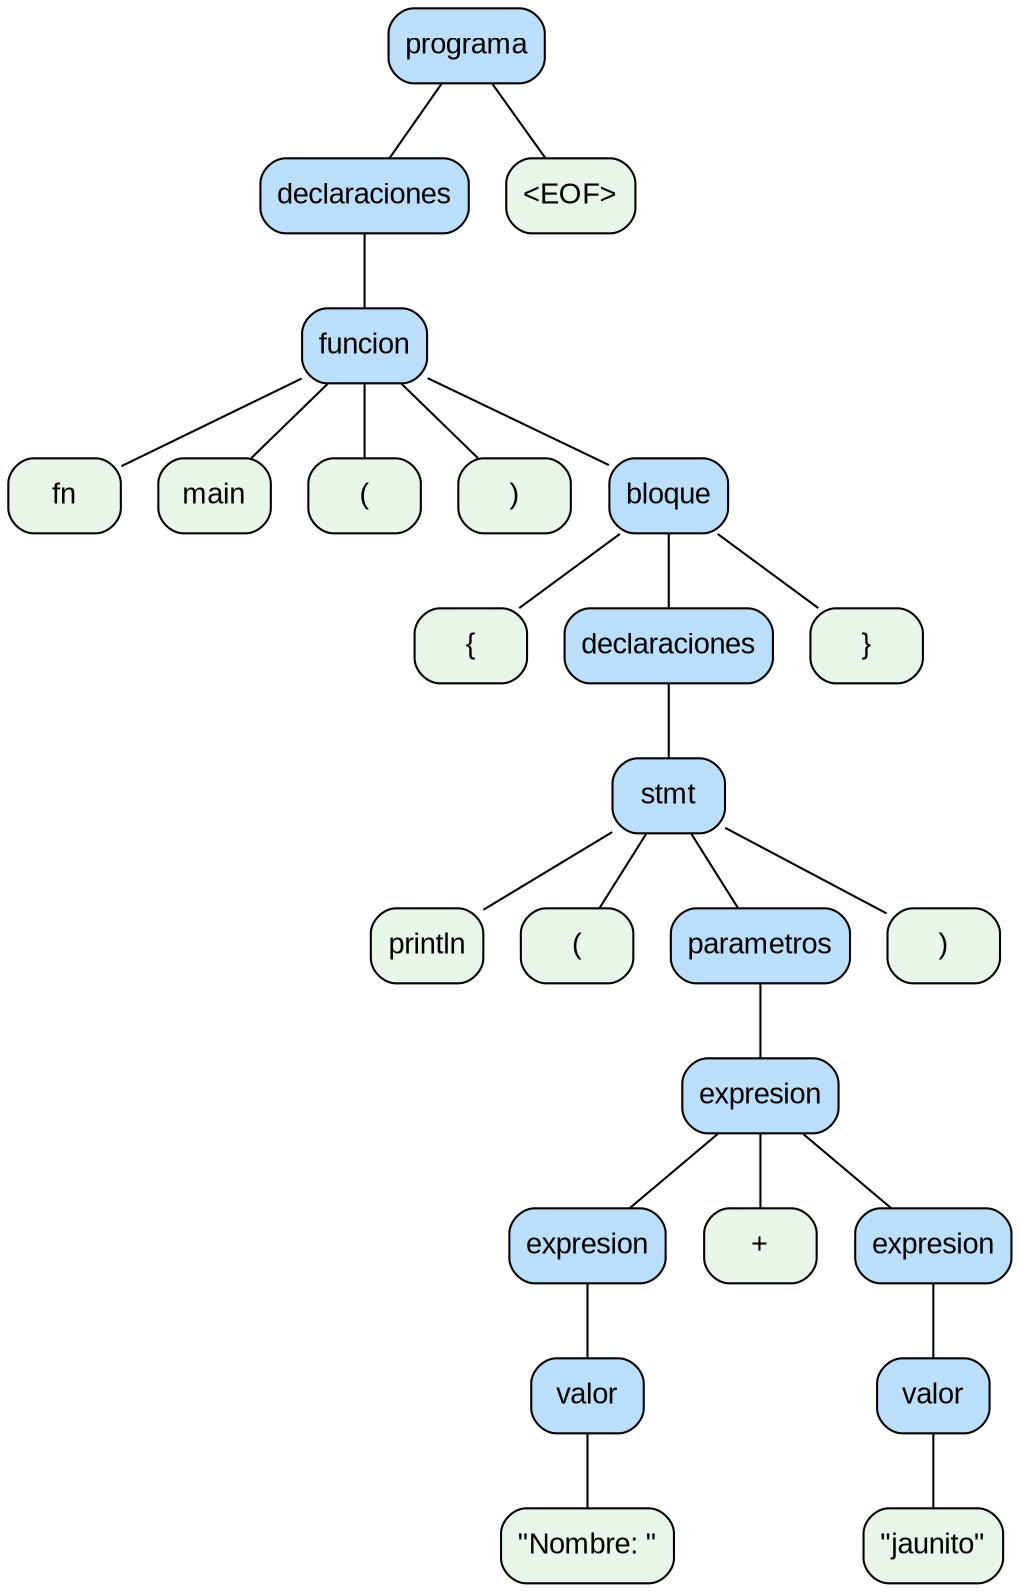 programa
declaraciones
<EOF>
funcion
fn
main
(
)
bloque
{
declaraciones
}
stmt
println
(
parametros
)
expresion
expresion
+
expresion
valor
valor
"Nombre: "
"jaunito"